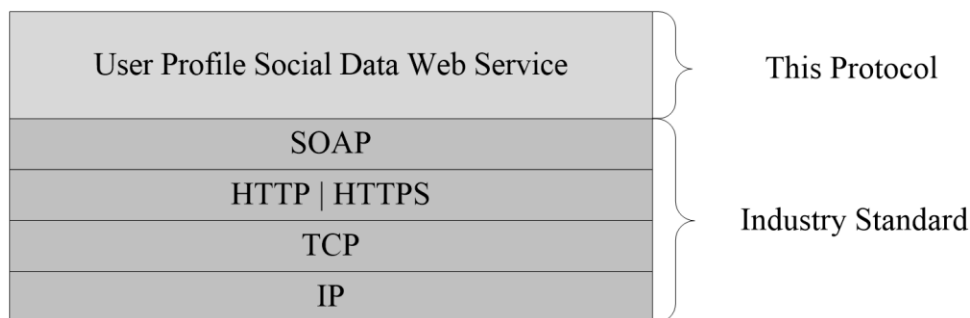 User Profile Social Data Web Service
This Protocol
SOAP
HTTP | HTTPS
TCP
IP
Industry Standard